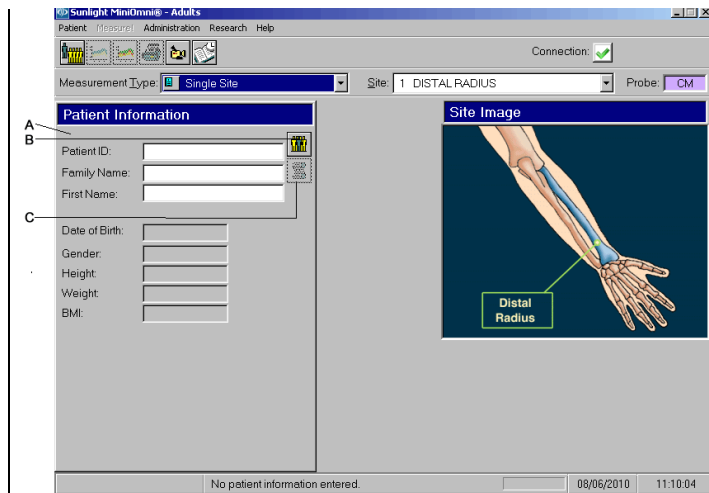 Sunlight MiniOmni® - Adults
Patient Measure! Administration Research Help
Connection:
Measurement Type: Single Site Site: 1 DISTAL RADIUS Probe: CM
Patient Information Site Image
A
B
Patient ID:
Family Name:
First Name:
C
Date of Birth:
Gender:
Height:
Weight:
BMI:
Distal
Radius
No patient information entered. 08/06/2010 11:10:04